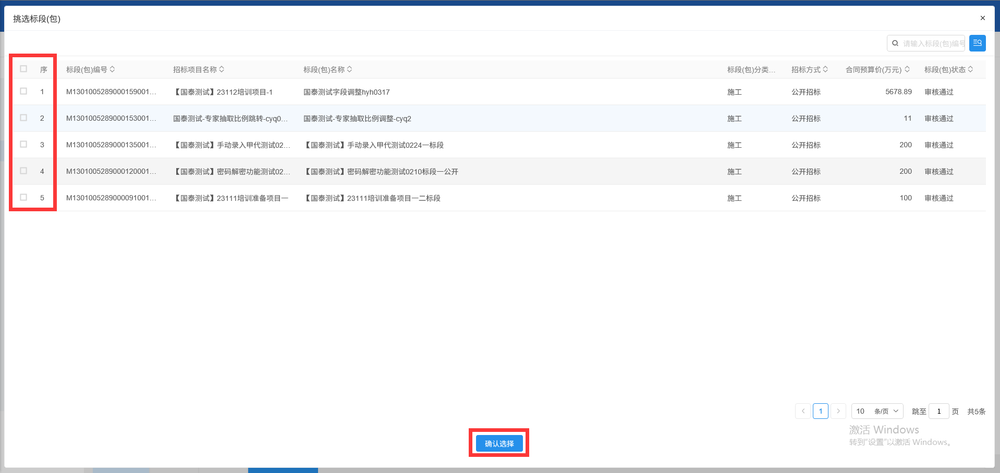 挑选标段(包)
请输入标段(包)编号
序 标段(包)编号 招标项目名称 标段(包)名称 标段(包)分类... 招标方式 合同预算价(万元) 标段(包)状态
1 M1301005289000159001... 【国泰测试】23112培训项目-1 国泰测试字段调整hyh0317 施工 公开招标 5678.89 审核通过
2 M1301005289000153001... 国泰测试-专家抽取比例跳转-cyq0... 国泰测试-专家抽取比例调整-cyq2 施工 公开招标 11 审核通过
3 M1301005289000135001... 【国泰测试】手动录入甲代测试02... 【国泰测试】手动录入甲代测试0224一标段 施工 公开招标 200 审核通过
4 M1301005289000120001... 【国泰测试】密码解密功能测试02... 【国泰测试】密码解密功能测试0210标段一公开 施工 公开招标 200 审核通过
5 M1301005289000091001... 【国泰测试】23111培训准备项目一 【国泰测试】23111培训准备项目一二标段 施工 公开招标 100 审核通过
1 10 条/页 跳至 1 页 共5条
激活 Windows
转到“设置”以激活 Windows。
确认选择